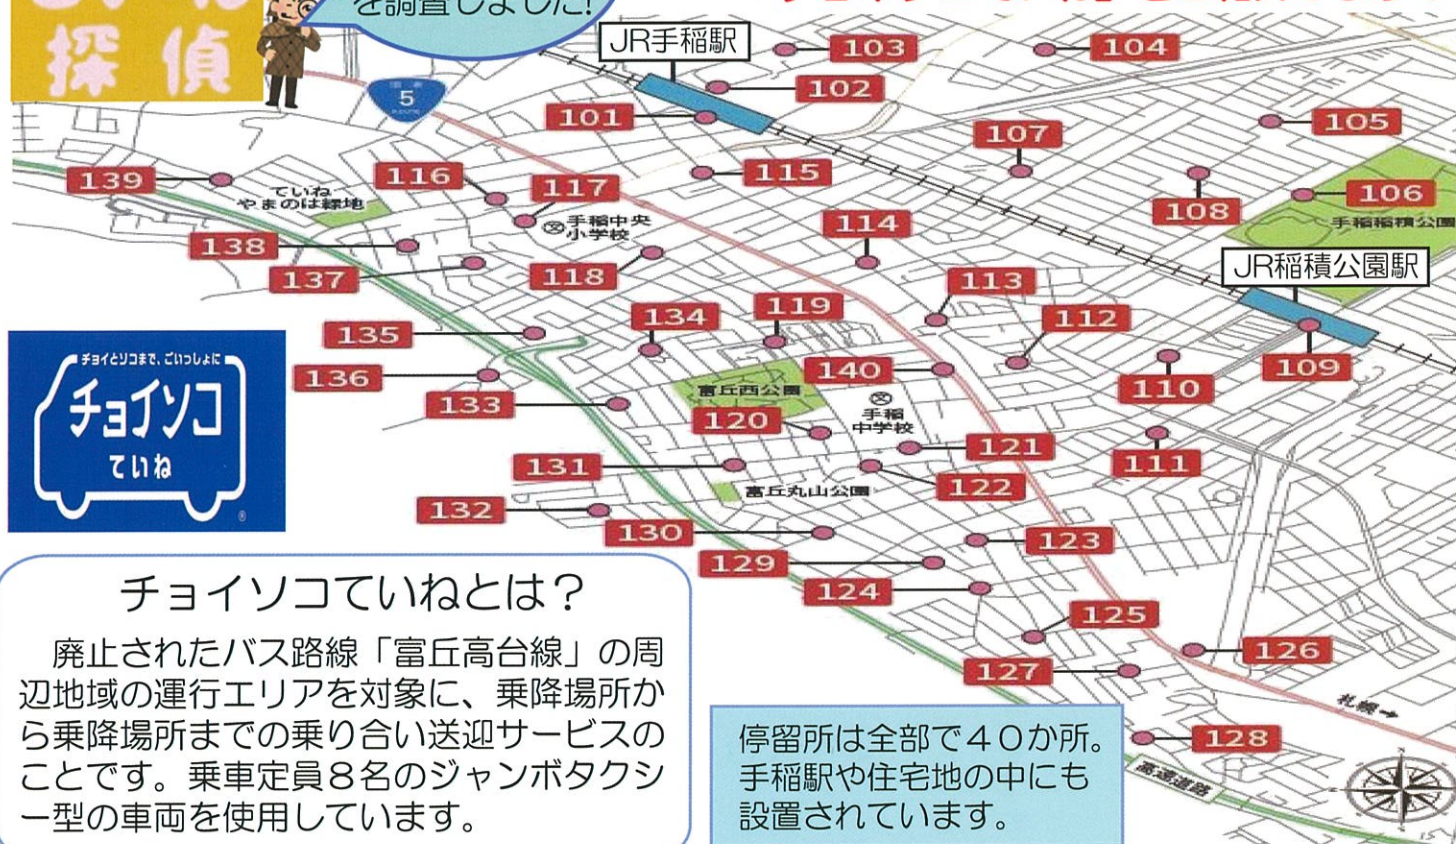 探偵
を調査しました!
JR手稲駅
5
103
104
102
101
107
105
139
116
117
115
106
ていね
やまのは緑地
手稲中央
小学校
114
108
手稲稲積公園
138
137
118
113
JR稲積公園駅
135
134
119
112
136
140
110
109
133
富丘西公園
120
手稲
中学校
121
111
131
122
富丘丸山公園
132
130
123
129
124
125
126
127
札幌→
128
高速道路
チョイとソコまで、ごいっしょに
チョイソコ
ていね
®
チョイソコていねとは?
廃止されたバス路線「富丘高台線」の周
辺地域の運行エリアを対象に、乗降場所か
ら乗降場所までの乗り合い送迎サービスの
ことです。乗車定員8名のジャンボタクシ
ー型の車両を使用しています。
停留所は全部で40か所。
手稲駅や住宅地の中にも
設置されています。